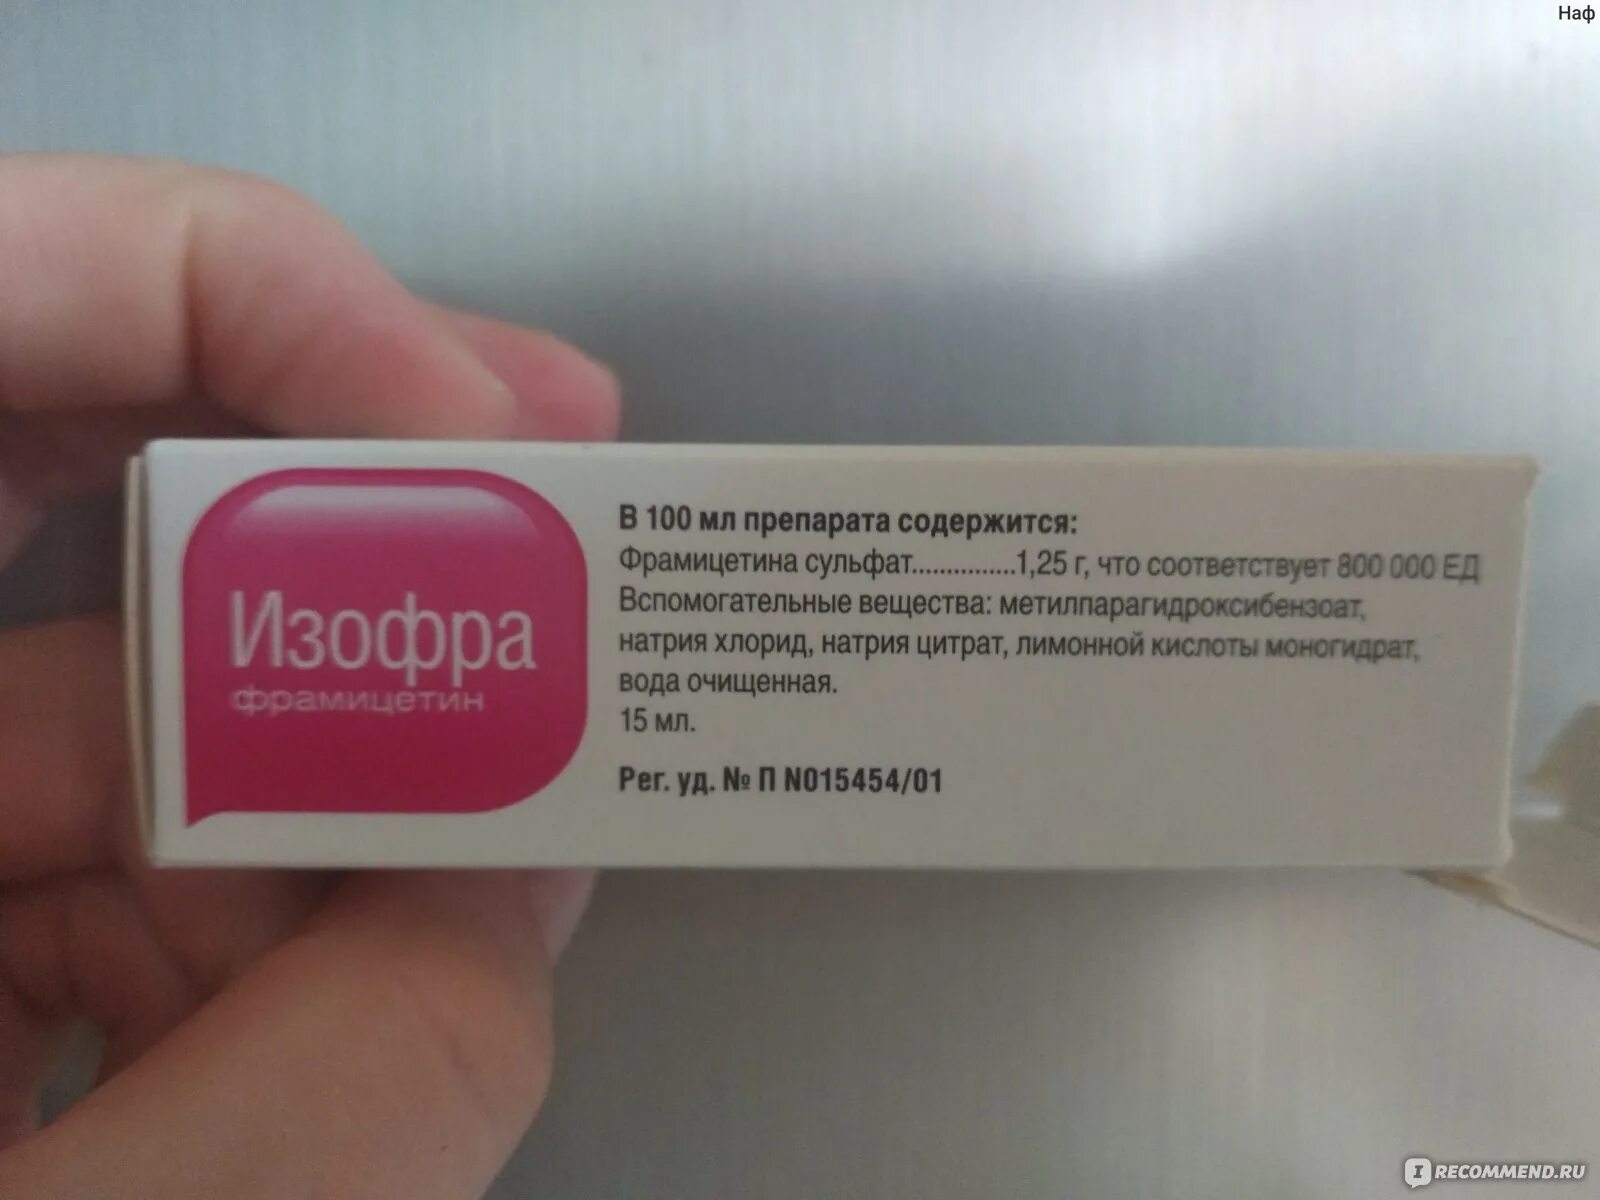 Наф
Изофра
фрамицетин
В 100 мл препарата содержится:
Фрамицетина сульфат...............1,25 г, что соответствует 800 000 ЕД
Вспомогательные вещества: метилпарагидроксибензоат,
натрия хлорид, натрия цитрат, лимонной кислоты моногидрат,
вода очищенная.
15 мл.
Рег. уд. № П N015454/01
IRECOMMEND.RU